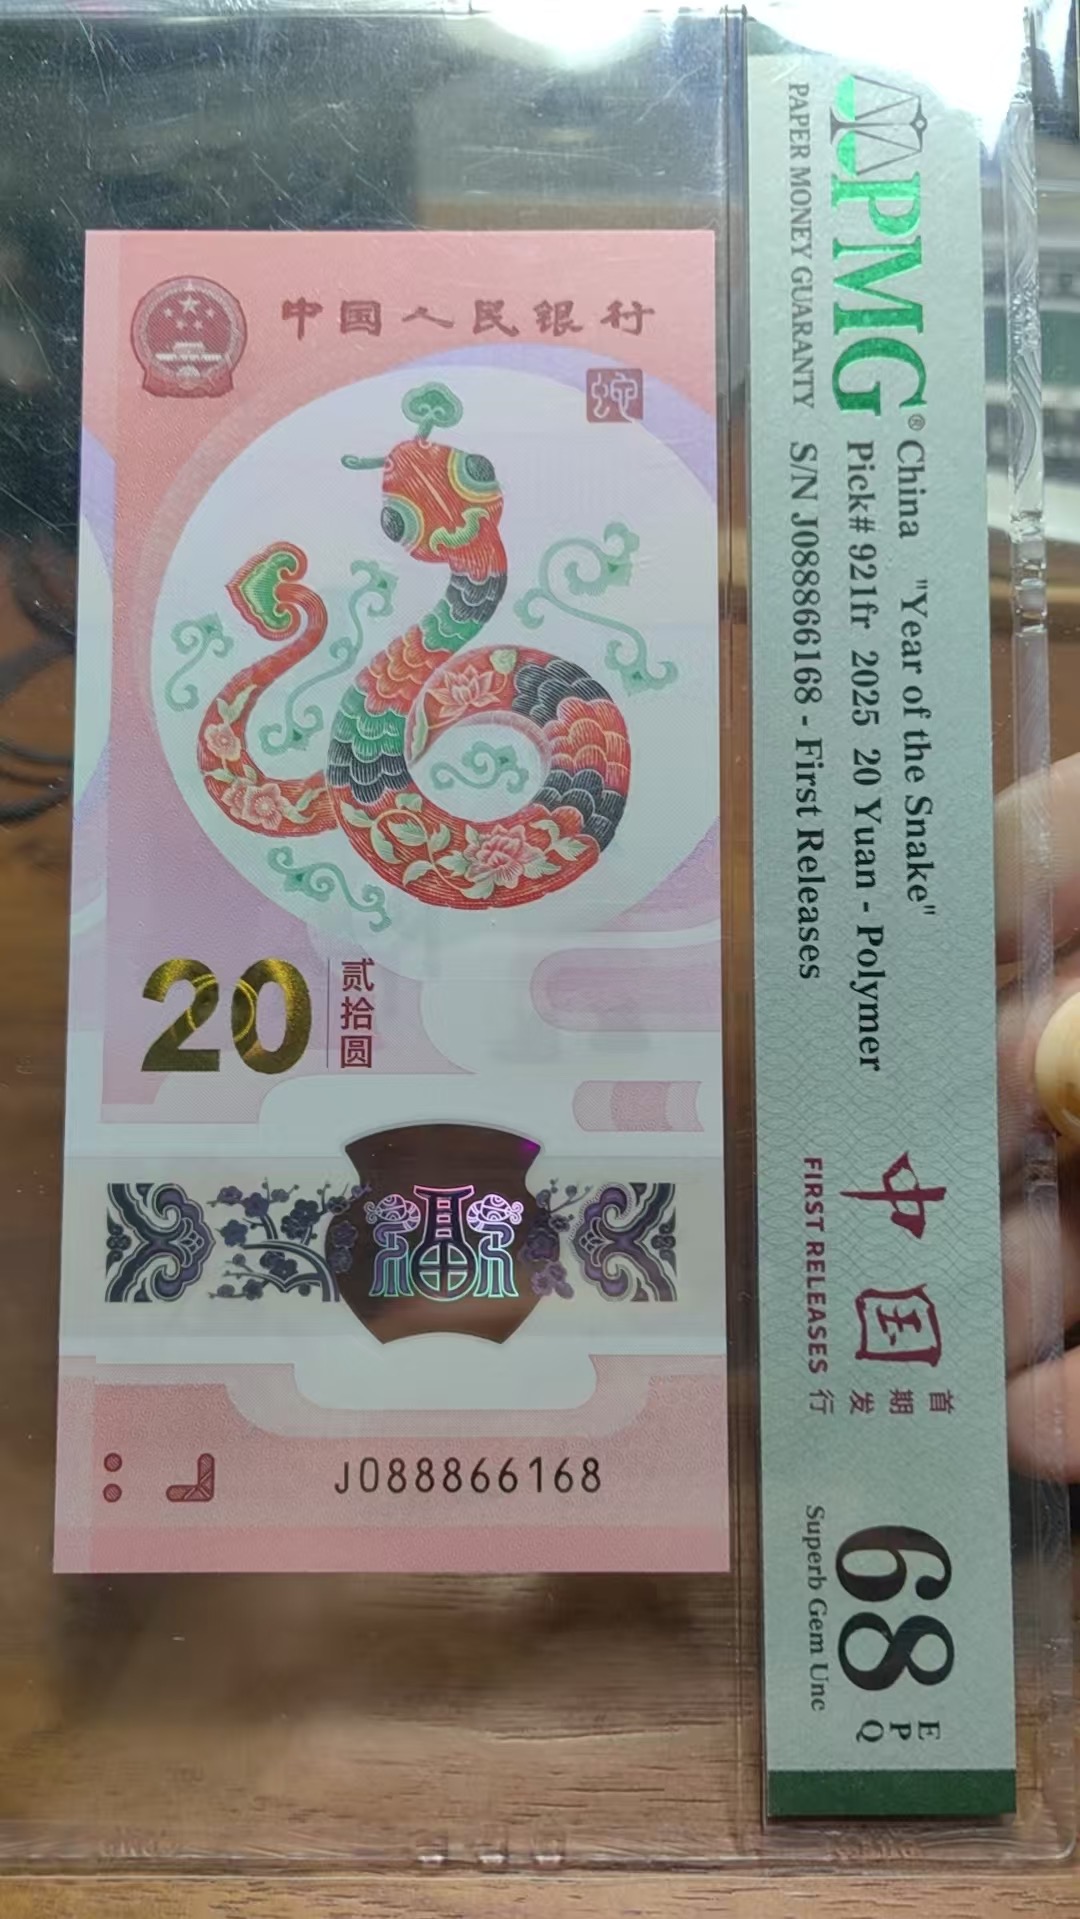 中国人民银行
蛇
20
贰拾圆
J088866168
PMG®
PAPER MONEY GUARANTY
China "Year of the Snake"
Pick# 921fr 2025 20 Yuan - Polymer
S/N J088866168 - First Releases
中国
首期发行
FIRST RELEASES
68
EPQ
Superb Gem Unc